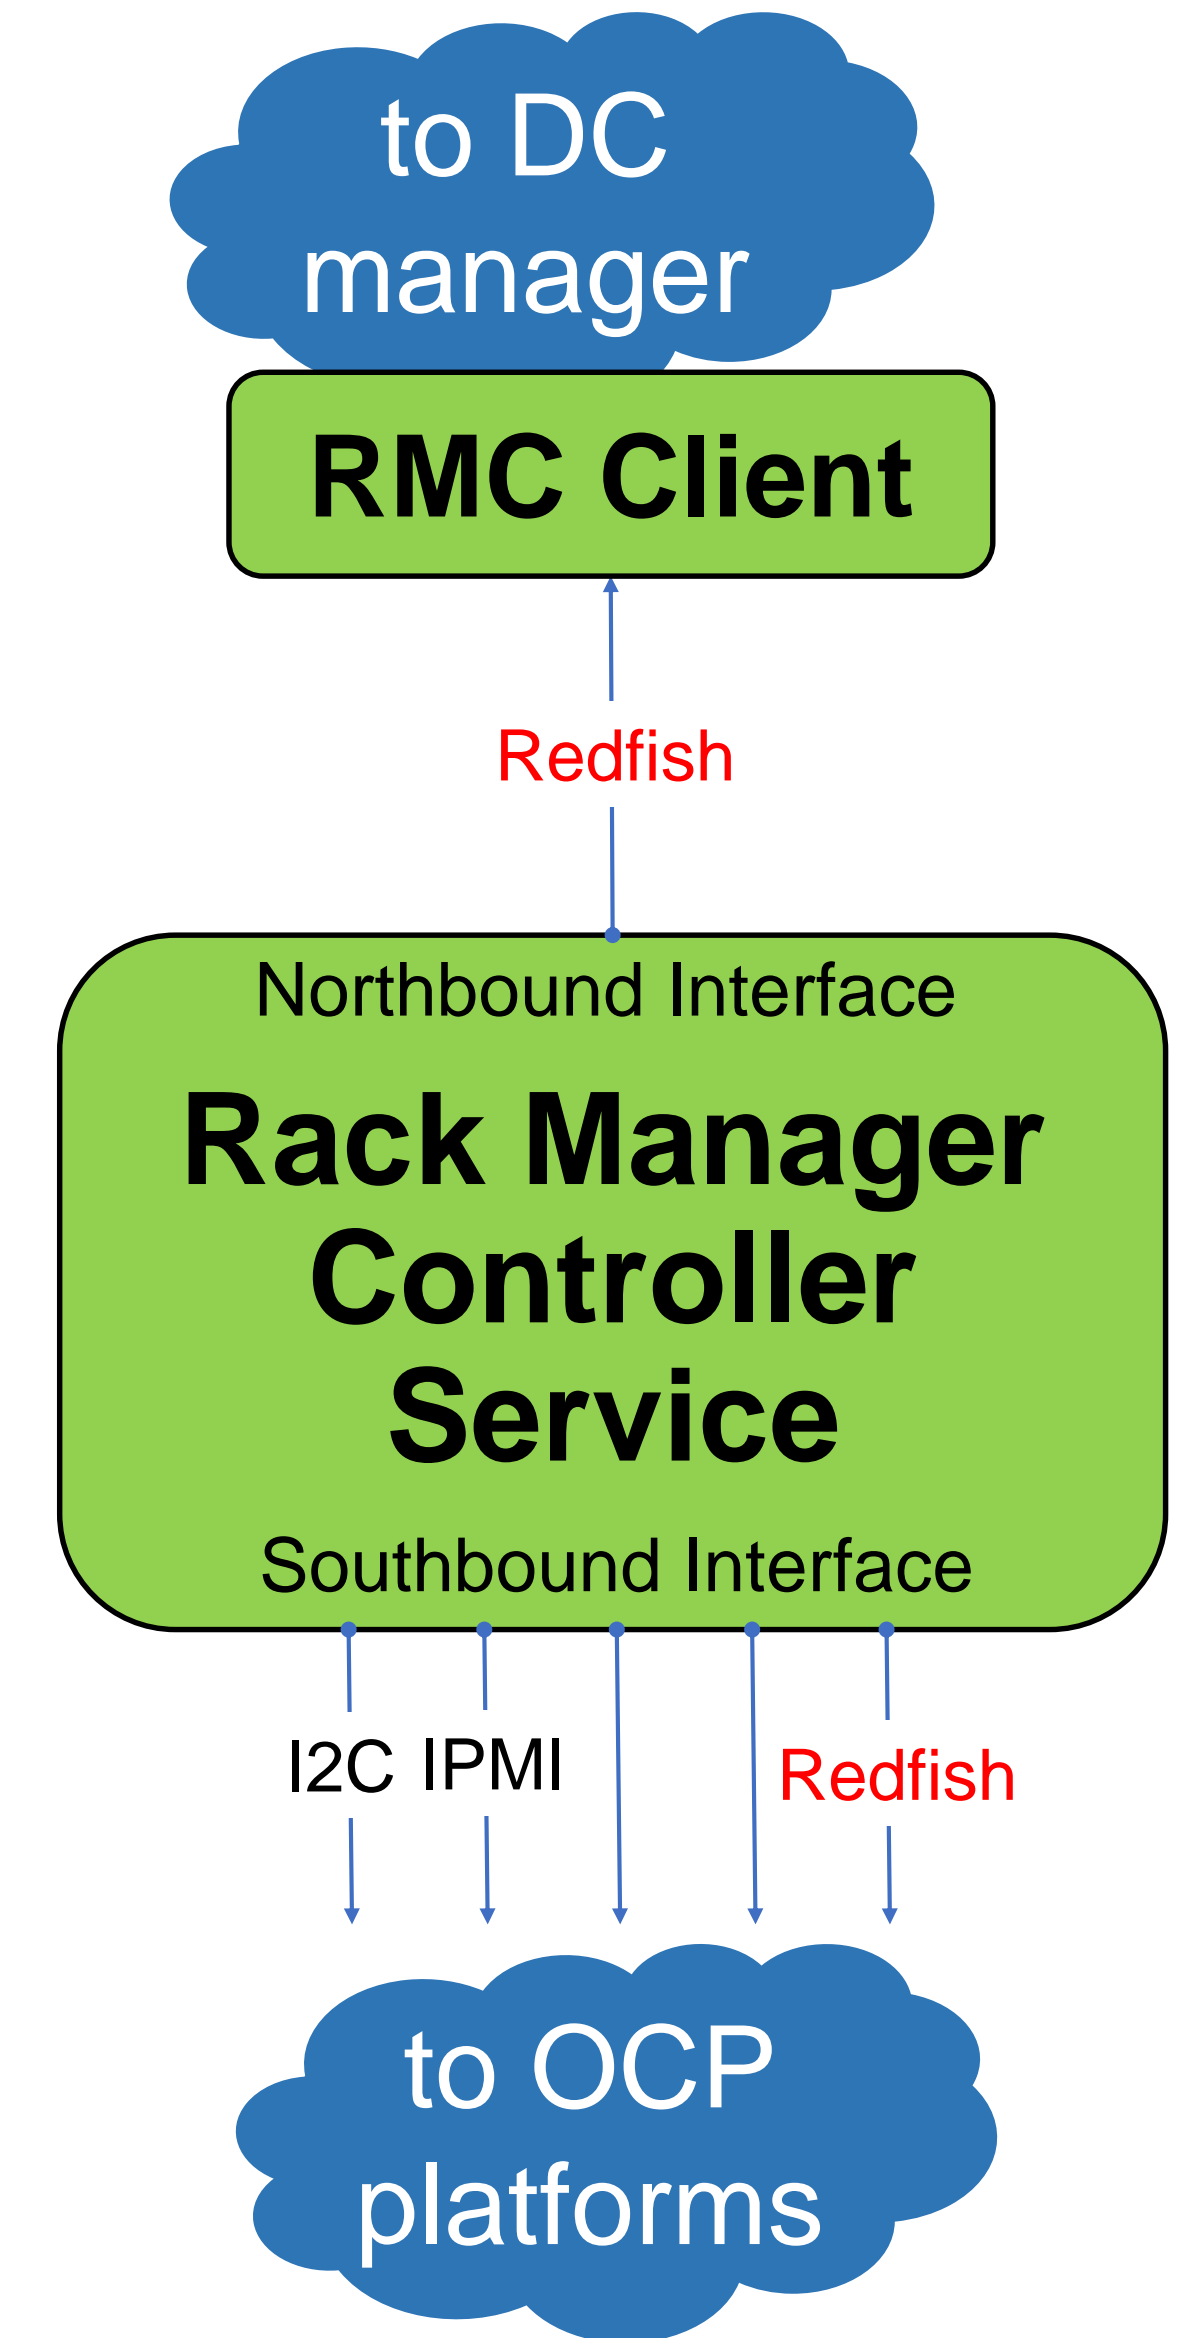 to DC
manager
RMC Client
Redfish
Northbound Interface
Rack Manager
Controller
Service
Southbound Interface
I2C IPMI
Redfish
to OCP
platforms